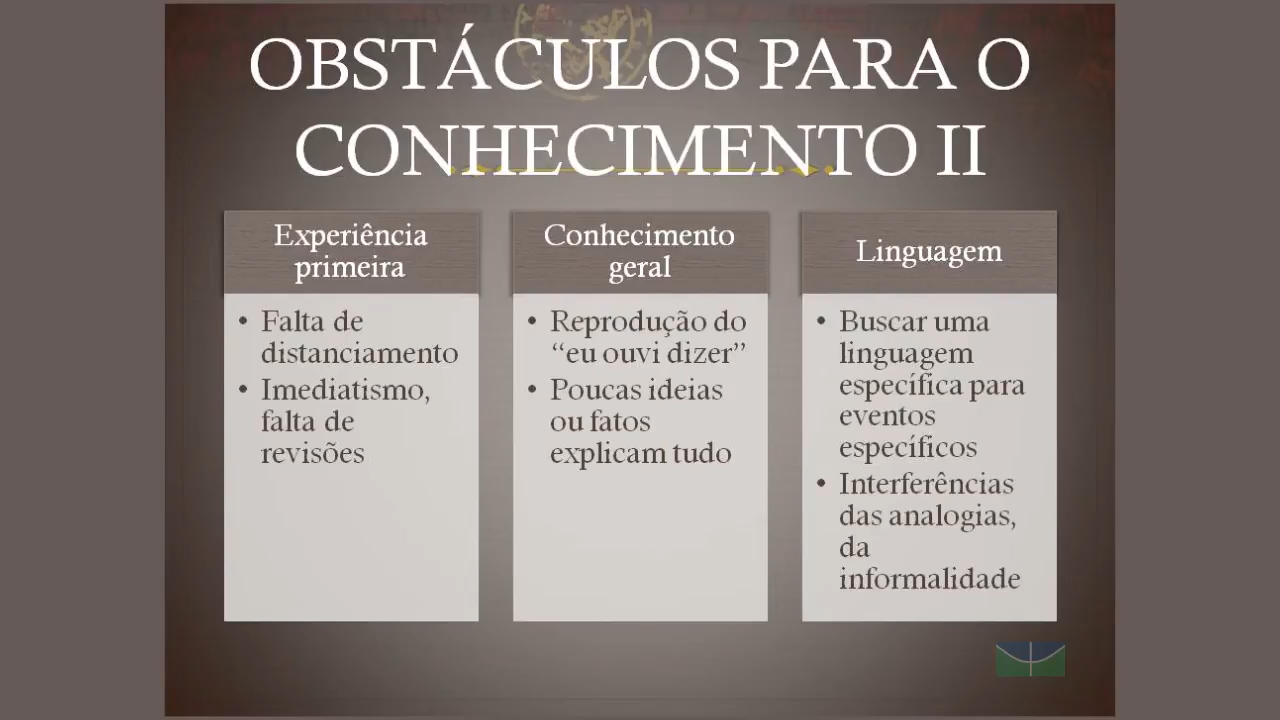 OBSTÁCULOS PARA O
CONHECIMENTO II
Experiência
primeira
• Falta de
distanciamento
• Imediatismo,
falta de
revisões
Conhecimento
geral
• Reprodução do
“eu ouvi dizer”
• Poucas ideias
ou fatos
explicam tudo
Linguagem
• Buscar uma
linguagem
específica para
eventos
específicos
• Interferências
das analogias,
da
informalidade